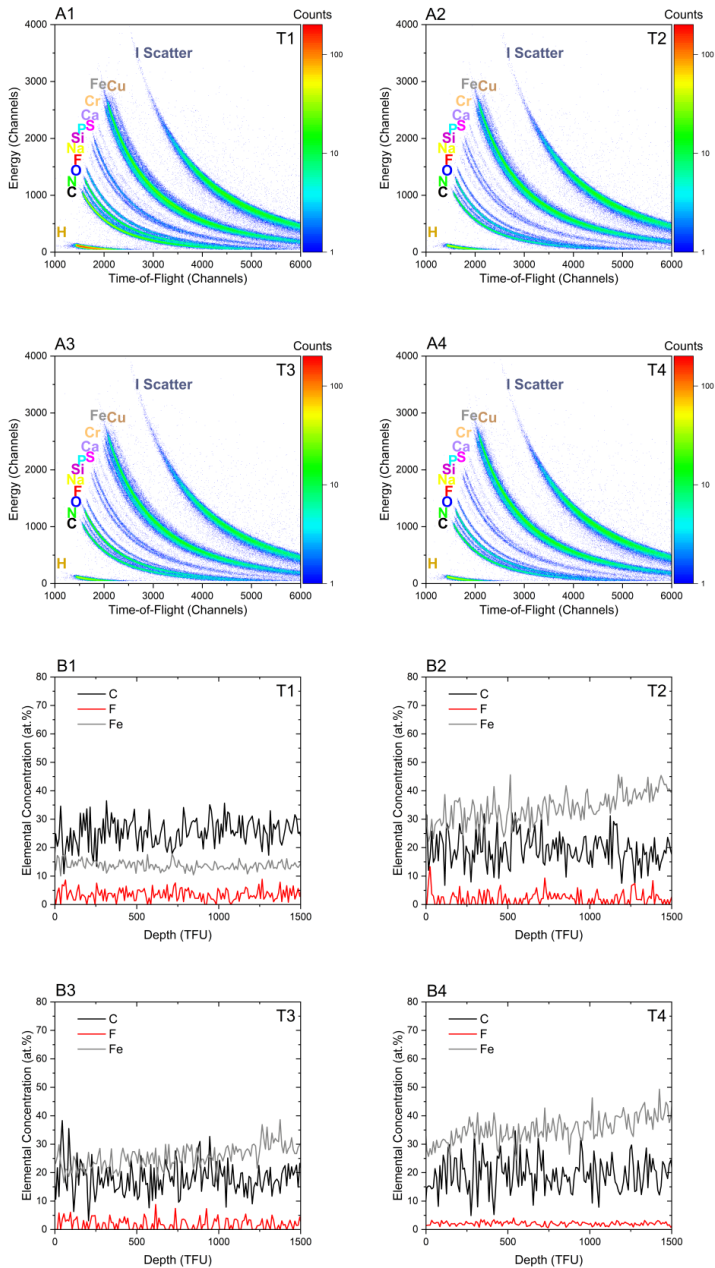 A1
Counts
T1
I Scatter
Fe Cu
Cr
Ca
S
P
Si
Na
F
O
N
C
H
Energy (Channels)
4000
3000
2000
1000
0
1000 2000 3000 4000 5000 6000
Time-of-Flight (Channels)
100
10
1
A2
Counts
T2
I Scatter
Fe Cu
Cr
Ca
S
P
Si
Na
F
O
N
C
H
Energy (Channels)
4000
3000
2000
1000
0
1000 2000 3000 4000 5000 6000
Time-of-Flight (Channels)
100
10
1
A3
Counts
T3
I Scatter
Fe Cu
Cr
Ca
S
P
Si
Na
F
O
N
C
H
Energy (Channels)
4000
3000
2000
1000
0
1000 2000 3000 4000 5000 6000
Time-of-Flight (Channels)
100
10
1
A4
Counts
T4
I Scatter
Fe Cu
Cr
Ca
S
P
Si
Na
F
O
N
C
H
Energy (Channels)
4000
3000
2000
1000
0
1000 2000 3000 4000 5000 6000
Time-of-Flight (Channels)
100
10
1
B1
T1
C
F
Fe
Elemental Concentration (at.%)
80
70
60
50
40
30
20
10
0
0 500 1000 1500
Depth (TFU)
B2
T2
C
F
Fe
Elemental Concentration (at.%)
80
70
60
50
40
30
20
10
0
0 500 1000 1500
Depth (TFU)
B3
T3
C
F
Fe
Elemental Concentration (at.%)
80
70
60
50
40
30
20
10
0
0 500 1000 1500
Depth (TFU)
B4
T4
C
F
Fe
Elemental Concentration (at.%)
80
70
60
50
40
30
20
10
0
0 500 1000 1500
Depth (TFU)